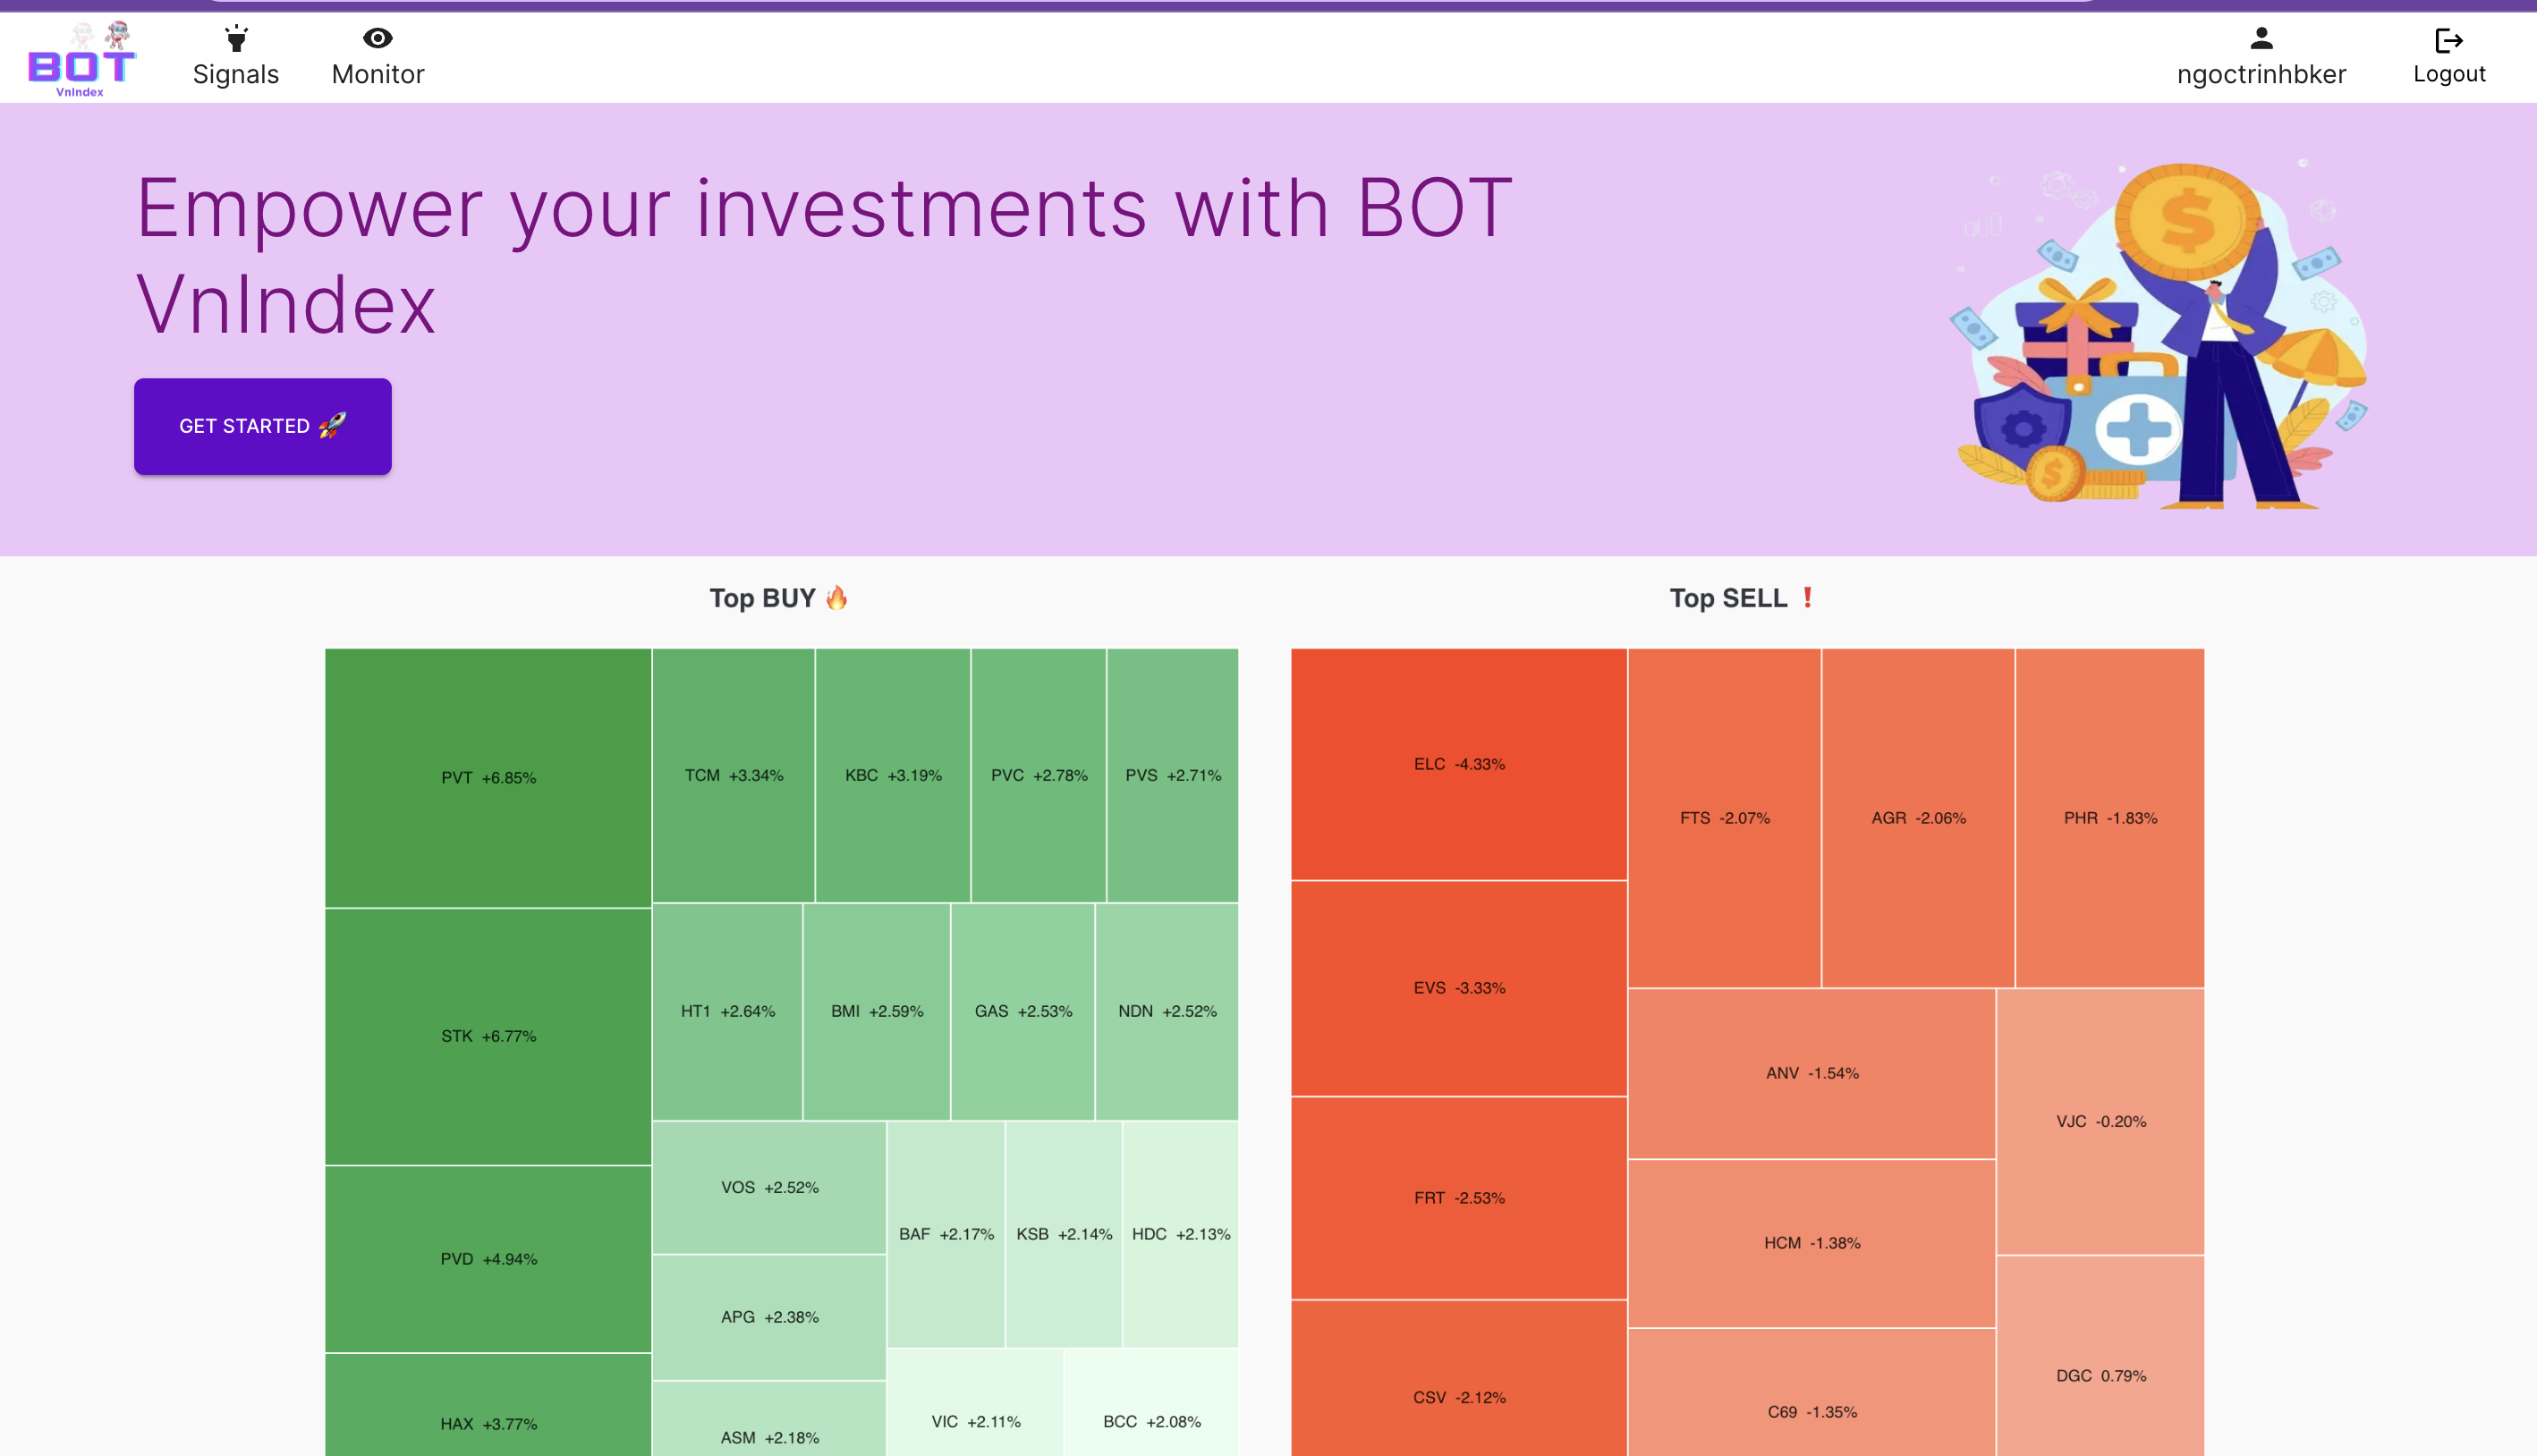 BOT
VnIndex
Signals
Monitor
ngoctrinhbker
Logout
Empower your investments with BOT
VnIndex
GET STARTED 🚀
Top BUY 🔥
PVT +6.85%
STK +6.77%
PVD +4.94%
HAX +3.77%
TCM +3.34%
KBC +3.19%
PVC +2.78%
PVS +2.71%
HT1 +2.64%
BMI +2.59%
GAS +2.53%
NDN +2.52%
VOS +2.52%
APG +2.38%
ASM +2.18%
BAF +2.17%
KSB +2.14%
HDC +2.13%
VIC +2.11%
BCC +2.08%
Top SELL ❗
ELC -4.33%
EVS -3.33%
FRT -2.53%
CSV -2.12%
FTS -2.07%
AGR -2.06%
PHR -1.83%
ANV -1.54%
HCM -1.38%
C69 -1.35%
VJC -0.20%
DGC 0.79%